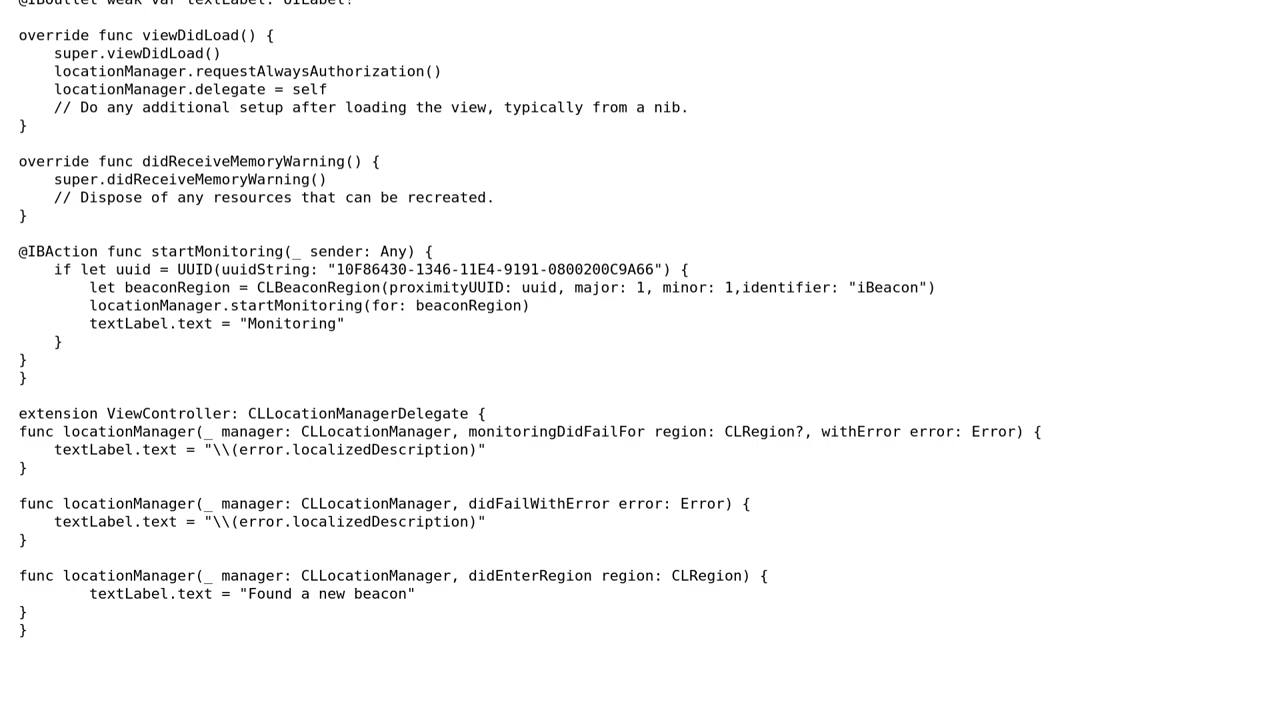 @IBOutlet weak var textLabel: UILabel!

override func viewDidLoad() {
    super.viewDidLoad()
    locationManager.requestAlwaysAuthorization()
    locationManager.delegate = self
    // Do any additional setup after loading the view, typically from a nib.
}

override func didReceiveMemoryWarning() {
    super.didReceiveMemoryWarning()
    // Dispose of any resources that can be recreated.
}

@IBAction func startMonitoring(_ sender: Any) {
    if let uuid = UUID(uuidString: "10F86430-1346-11E4-9191-0800200C9A66") {
        let beaconRegion = CLBeaconRegion(proximityUUID: uuid, major: 1, minor: 1,identifier: "iBeacon")
        locationManager.startMonitoring(for: beaconRegion)
        textLabel.text = "Monitoring"
    }
}
}

extension ViewController: CLLocationManagerDelegate {
func locationManager(_ manager: CLLocationManager, monitoringDidFailFor region: CLRegion?, withError error: Error) {
    textLabel.text = "\\(error.localizedDescription)"
}

func locationManager(_ manager: CLLocationManager, didFailWithError error: Error) {
    textLabel.text = "\\(error.localizedDescription)"
}

func locationManager(_ manager: CLLocationManager, didEnterRegion region: CLRegion) {
        textLabel.text = "Found a new beacon"
}
}